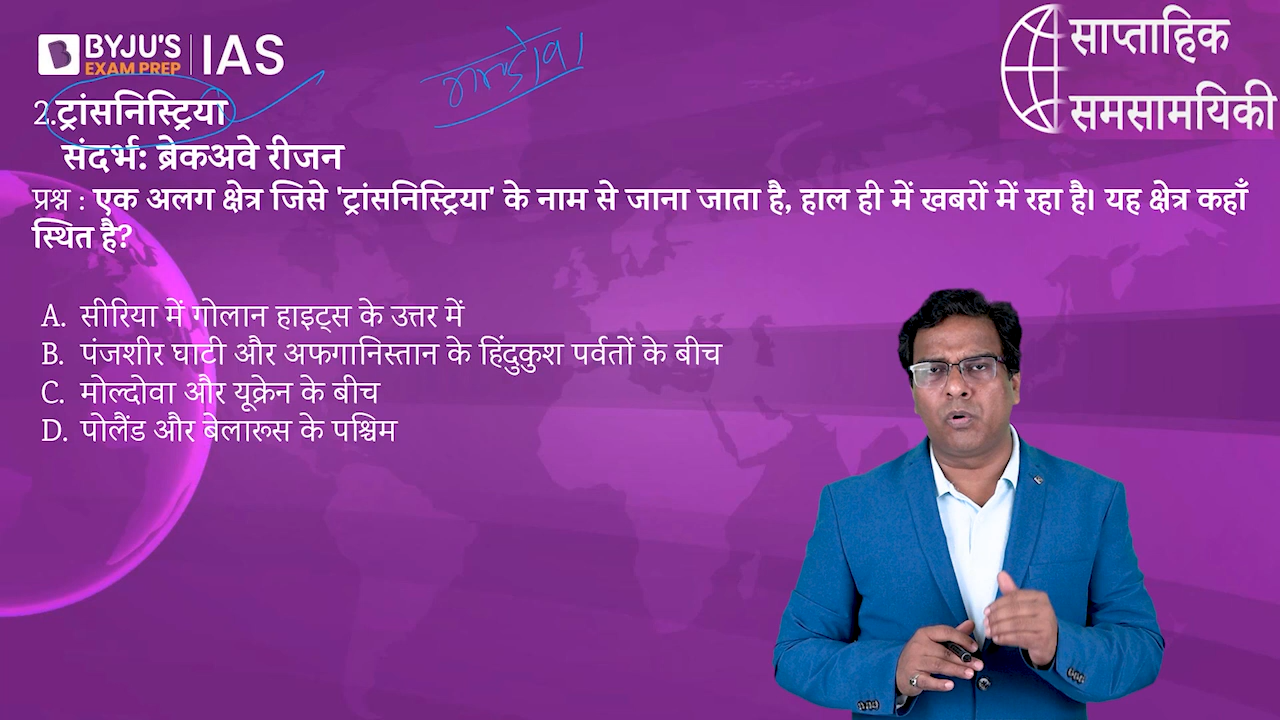 BYJU'S
EXAM PREP
IAS
साप्ताहिक
समसामयिकी
2.ट्रांसनिस्ट्रिया
संदर्भ: ब्रेकअवे रीजन
प्रश्न : एक अलग क्षेत्र जिसे 'ट्रांसनिस्ट्रिया' के नाम से जाना जाता है, हाल ही में खबरों में रहा है। यह क्षेत्र कहाँ
स्थित है?
A. सीरिया में गोलान हाइट्स के उत्तर में
B. पंजशीर घाटी और अफगानिस्तान के हिंदुकुश पर्वतों के बीच
C. मोल्दोवा और यूक्रेन के बीच
D. पोलैंड और बेलारूस के पश्चिम